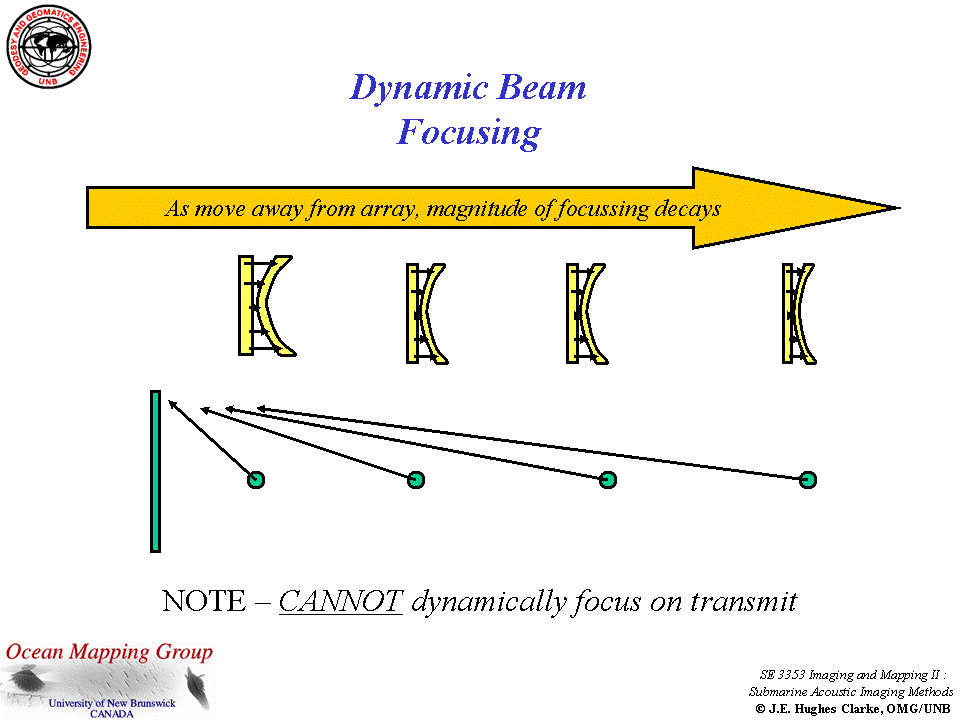 GEODESY AND GEOMATICS ENGINEERING
UNB
Dynamic Beam
Focusing
As move away from array, magnitude of focussing decays
NOTE – CANNOT dynamically focus on transmit
Ocean Mapping Group
University of New Brunswick
CANADA
SE 3353 Imaging and Mapping II :
Submarine Acoustic Imaging Methods
© J.E. Hughes Clarke, OMG/UNB